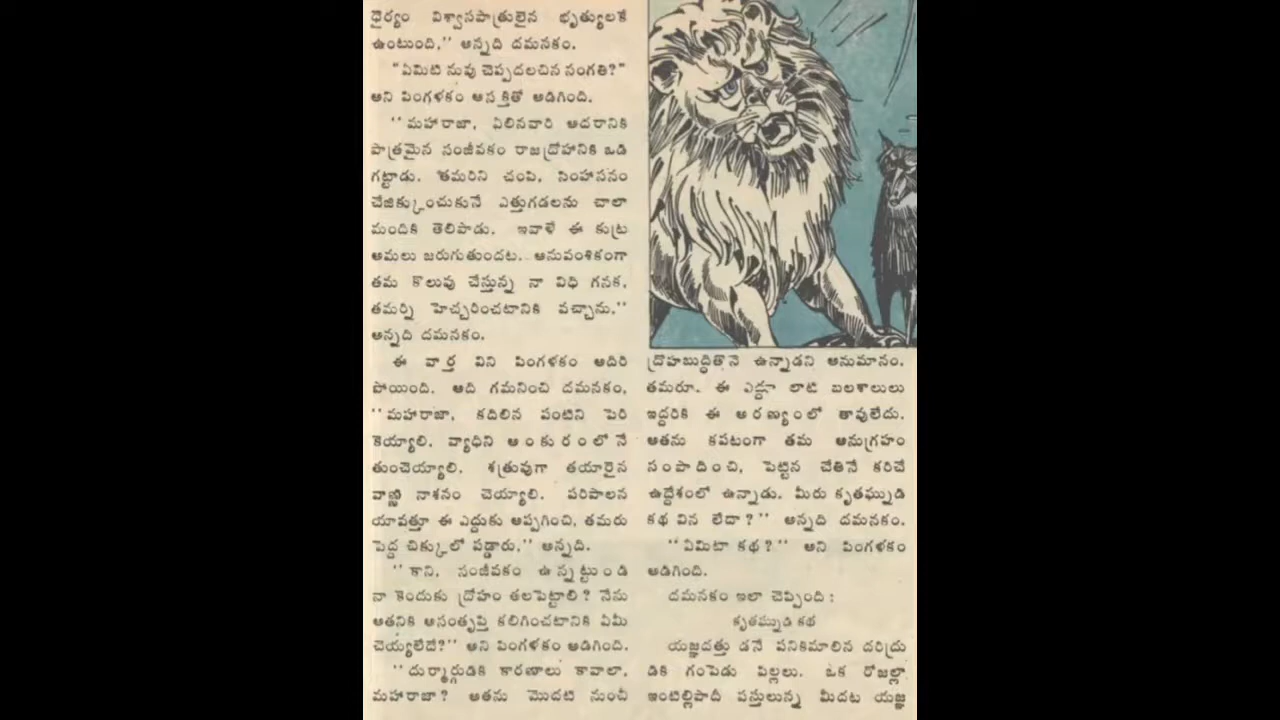 ధైర్యం విశ్వాసపాత్రులైన భృత్యులకే
ఉంటుంది,'' అన్నది దమనకం.
"ఏమిటి నువు చెప్పదలచిన సంగతి?"
అని పింగళకం ఆసక్తితో అడిగింది.
''మహారాజా, ఏలినవారి ఆదరానికి
పాత్రమైన సంజీవకం రాజద్రోహానికి ఒడి
గట్టాడు. తమరిని చంపి, సింహాసనం
చేజిక్కుంచుకునే ఎత్తుగడలను చాలా
మందికి తెలిపాడు. ఇవాళే ఈ కుట్ర
అమలు జరుగుతుందట. అనువంశికంగా
తమ కొలువు చేస్తున్న నా విధి గనక,
తమర్ని హెచ్చరించటానికి వచ్చాను,''
అన్నది దమనకం.
ఈ వార్త విని పింగళకం అదిరి
పోయింది. అది గమనించి దమనకం,
''మహారాజా, కదిలిన పంటిని పెరి
కెయ్యాలి. వ్యాధిని అంకురంలోనే
తుంచెయ్యాలి. శత్రువుగా తయారైన
వాణ్ణి నాశనం చెయ్యాలి. పరిపాలన
యావత్తూ ఈ ఎద్దుకు అప్పగించి, తమరు
పెద్ద చిక్కులో పడ్డారు,'' అన్నది.
''కాని, సంజీవకం ఉన్నట్టుండి
నా కెందుకు ద్రోహం తలపెట్టాలి? నేను
అతనికి అసంతృప్తి కలిగించటానికి ఏమీ
చెయ్యలేదే?'' అని పింగళకం అడిగింది.
''దుర్మార్గుడికి కారణాలు కావాలా,
మహారాజా? అతను మొదటి నుంచీ
ద్రోహబుద్ధితోనే ఉన్నాడని అనుమానం.
తమరూ, ఈ ఎద్దూ లాటి బలశాలులు
ఇద్దరికి ఈ అరణ్యంలో తావులేదు.
అతను కపటంగా తమ అనుగ్రహం
సంపాదించి, పెట్టిన చేతినే కరిచే
ఉద్దేశంలో ఉన్నాడు. మీరు కృతఘ్నుడి
కథ విన లేదా?'' అన్నది దమనకం.
''ఏమిటా కథ?'' అని పింగళకం
అడిగింది.
దమనకం ఇలా చెప్పింది:
కృతఘ్నుడి కథ
యజ్ఞదత్తు డనే పనికిమాలిన దరిద్రు
డికి గంపెడు పిల్లలు. ఒక రోజల్లా
ఇంటిల్లిపాదీ పస్తులున్న మీదట యజ్ఞ